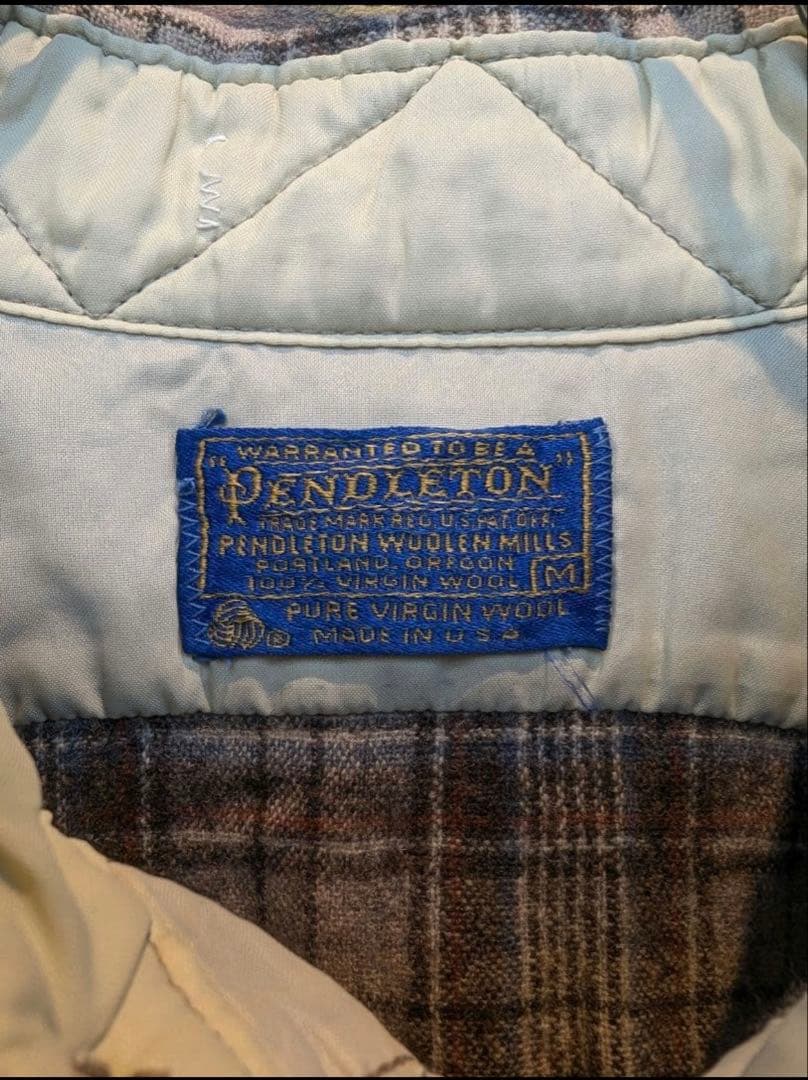 WARRANTED TO BE A
"PENDLETON"
TRADE MARK REG. U.S. PAT. OFF.
PENDLETON WOOLEN MILLS
PORTLAND, OREGON
100% VIRGIN WOOL M
PURE VIRGIN WOOL
® MADE IN U S A